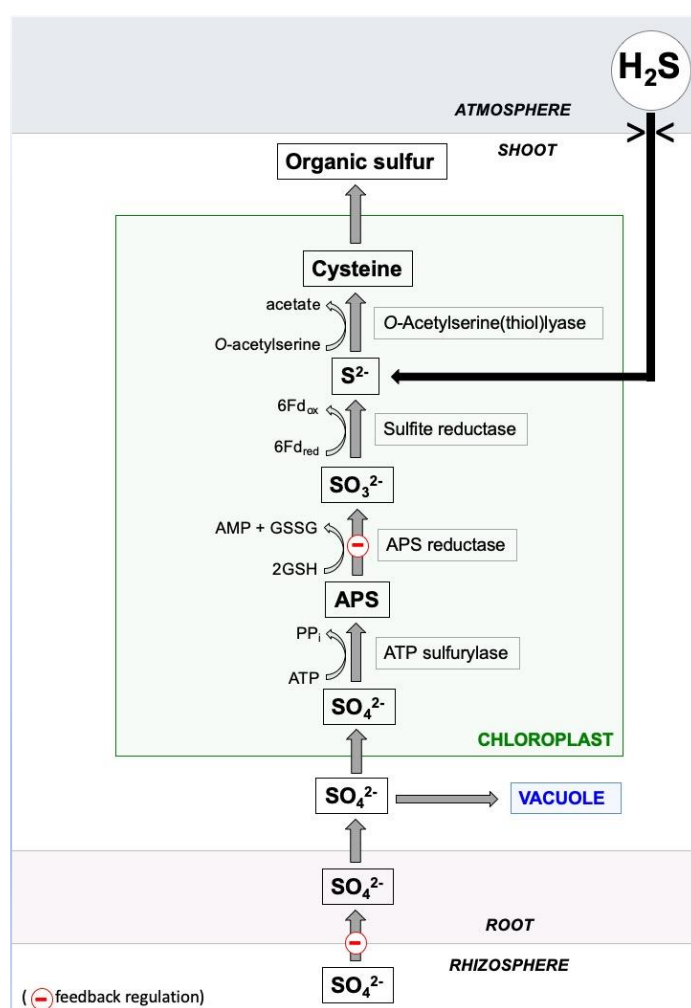 H₂S
ATMOSPHERE
> <
SHOOT
Organic sulfur
Cysteine
acetate
O-Acetylserine(thiol)lyase
O-acetylserine
S²⁻
6Fdₒₓ
Sulfite reductase
6Fd_red
SO₃²⁻
AMP + GSSG
− APS reductase
2GSH
APS
PPᵢ
ATP sulfurylase
ATP
SO₄²⁻
CHLOROPLAST
SO₄²⁻
VACUOLE
SO₄²⁻
ROOT
−
RHIZOSPHERE
SO₄²⁻
( − feedback regulation)